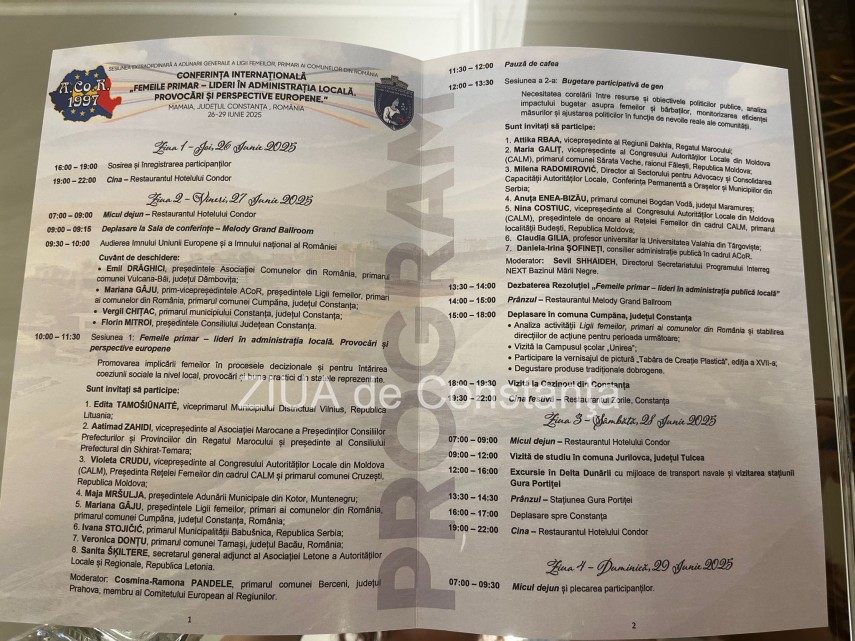 SESIUNEA EXTRAORDINARĂ A ADUNĂRII GENERALE A LIGII FEMEILOR, PRIMARI AI COMUNELOR DIN ROMÂNIA
A.Co.R.
1997
CONFERINȚA INTERNAȚIONALĂ
„FEMEILE PRIMAR – LIDERI ÎN ADMINISTRAȚIA LOCALĂ,
PROVOCĂRI ȘI PERSPECTIVE EUROPENE.”
MAMAIA, JUDEȚUL CONSTANȚA, ROMÂNIA
26-29 IUNIE 2025
Ziua 1 - Joi, 26 Iunie 2025
16:00 – 19:00 Sosirea și înregistrarea participanților
19:00 – 22:00 Cina – Restaurantul Hotelului Condor
Ziua 2 - Vineri, 27 Iunie 2025
07:00 – 09:00 Micul dejun – Restaurantul Hotelului Condor
09:00 – 09:15 Deplasare la Sala de conferințe – Melody Grand Ballroom
09:30 – 10:00 Audierea Imnului Uniunii Europene și a Imnului național al României
Cuvânt de deschidere:
• Emil DRĂGHICI, președintele Asociației Comunelor din România, primarul
comunei Vulcana-Băi, județul Dâmbovița;
• Mariana GÂJU, prim-vicepreședintele ACoR, președintele Ligii femeilor, primari
ai comunelor din România, primarul comunei Cumpăna, județul Constanța;
• Vergil CHIȚAC, primarul municipiului Constanța, județul Constanța;
• Florin MITROI, președintele Consiliului Județean Constanța.
10:00 – 11:30 Sesiunea 1: Femeile primar – lideri în administrația locală. Provocări și
perspective europene
Promovarea implicării femeilor în procesele decizionale și pentru întărirea
coeziunii sociale la nivel local, provocări și bune practici din statele reprezentate.
Sunt invitați să participe:
1. Edita TAMOŠIŪNAITĖ, viceprimarul Municipiului Districtual Vilnius, Republica
Lituania;
2. Aatimad ZAHIDI, vicepreședinte al Asociației Marocane a Președinților Consiliilor
Prefecturilor și Provinciilor din Regatul Marocului și președinte al Consiliului
Prefectural din Skhirat-Temara;
3. Violeta CRUDU, vicepreședinte al Congresului Autorităților Locale din Moldova
(CALM), Președinta Rețelei Femeilor din cadrul CALM și primarul comunei Cruzești,
Republica Moldova;
4. Maja MRŠULJA, președintele Adunării Municipale din Kotor, Muntenegru;
5. Mariana GÂJU, președintele Ligii femeilor, primari ai comunelor din România,
primarul comunei Cumpăna, județul Constanța, România;
6. Ivana STOJIČIĆ, primarul Municipalității Babušnica, Republica Serbia;
7. Veronica DONȚU, primarul comunei Tamași, județul Bacău, România;
8. Sanita ŠĶILTERE, secretarul general adjunct al Asociației Letone a Autorităților
Locale și Regionale, Republica Letonia.
Moderator: Cosmina-Ramona PANDELE, primarul comunei Berceni, județul
Prahova, membru al Comitetului European al Regiunilor.
1
PROGRAM
11:30 – 12:00 Pauză de cafea
12:00 – 13:30 Sesiunea a 2-a: Bugetare participativă de gen
Necesitatea corelării între resurse și obiectivele politicilor publice, analiza
impactului bugetar asupra femeilor și bărbaților, monitorizarea eficienței
măsurilor și ajustarea politicilor în funcție de nevoile reale ale comunității.
Sunt invitați să participe:
1. Attika RBAA, vicepreședinte al Regiunii Dakhla, Regatul Marocului;
2. Maria GALIȚ, vicepreședinte al Congresului Autorităților Locale din Moldova
(CALM), primarul comunei Sărata Veche, raionul Fălești, Republica Moldova;
3. Milena RADOMIROVIĆ, Director al Sectorului pentru Advocacy și Consolidarea
Capacității Autorităților Locale, Conferința Permanentă a Orașelor și Municipiilor din
Serbia;
4. Anuța ENEA-BIZĂU, primarul comunei Bogdan Vodă, județul Maramureș;
5. Nina COSTIUC, vicepreședinte al Congresului Autorităților Locale din Moldova
(CALM), președintele de onoare al Rețelei Femeilor din cadrul CALM, primarul
localității Budești, Republica Moldova;
6. Claudia GILIA, profesor universitar la Universitatea Valahia din Târgoviște;
7. Daniela-Irina ȘOFINEȚI, consilier administrație publică în cadrul ACoR.
Moderator: Sevil SHHAIDEH, Directorul Secretariatului Programului Interreg
NEXT Bazinul Mării Negre.
13:30 – 14:00 Dezbaterea Rezoluției „Femeile primar – lideri în administrația publică locală”
14:00 – 15:00 Prânzul – Restaurantul Melody Grand Ballroom
15:00 – 18:00 Deplasare în comuna Cumpăna, județul Constanța
• Analiza activității Ligii femeilor, primari ai comunelor din România și stabilirea
direcțiilor de acțiune pentru perioada următoare;
• Vizită la Campusul școlar „Unirea”;
• Participare la vernisajul de pictură „Tabăra de Creație Plastică”, ediția a XVII-a;
• Degustare produse tradiționale dobrogene.
18:00 – 19:30 Vizită la Cazinoul din Constanța
19:30 – 22:00 Cina festivă – Restaurantul Zorile, Constanța
Ziua 3 - Sâmbătă, 28 Iunie 2025
07:00 – 09:00 Micul dejun – Restaurantul Hotelului Condor
09:00 – 12:00 Vizită de studiu în comuna Jurilovca, județul Tulcea
12:00 – 16:00 Excursie în Delta Dunării cu mijloace de transport navale și vizitarea stațiunii
Gura Portiței
13:30 – 14:30 Prânzul – Stațiunea Gura Portiței
16:00 – 17:00 Deplasare spre Constanța
19:00 – 22:00 Cina – Restaurantul Hotelului Condor
Ziua 4 - Duminică, 29 Iunie 2025
07:00 – 09:30 Micul dejun și plecarea participanților.
2
ZIUA de Constanța